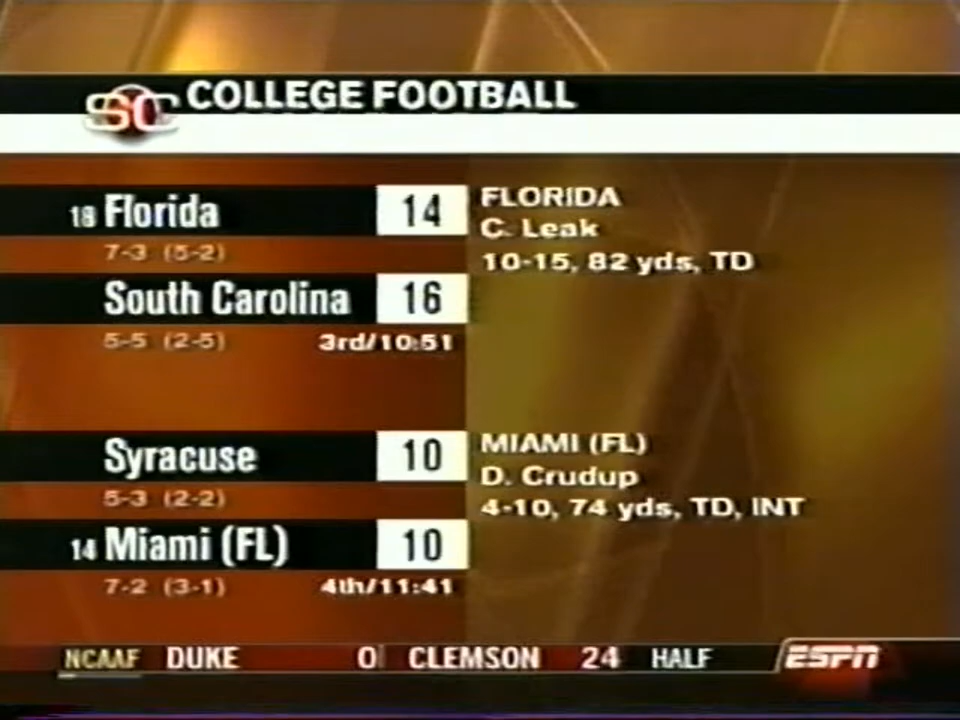 SC COLLEGE FOOTBALL
18 Florida 14
7-3 (5-2)
South Carolina 16
5-5 (2-5) 3rd/10:51
FLORIDA
C. Leak
10-15, 82 yds, TD
Syracuse 10
5-3 (2-2)
14 Miami (FL) 10
7-2 (3-1) 4th/11:41
MIAMI (FL)
D. Crudup
4-10, 74 yds, TD, INT
NCAAF DUKE 0 CLEMSON 24 HALF ESPN